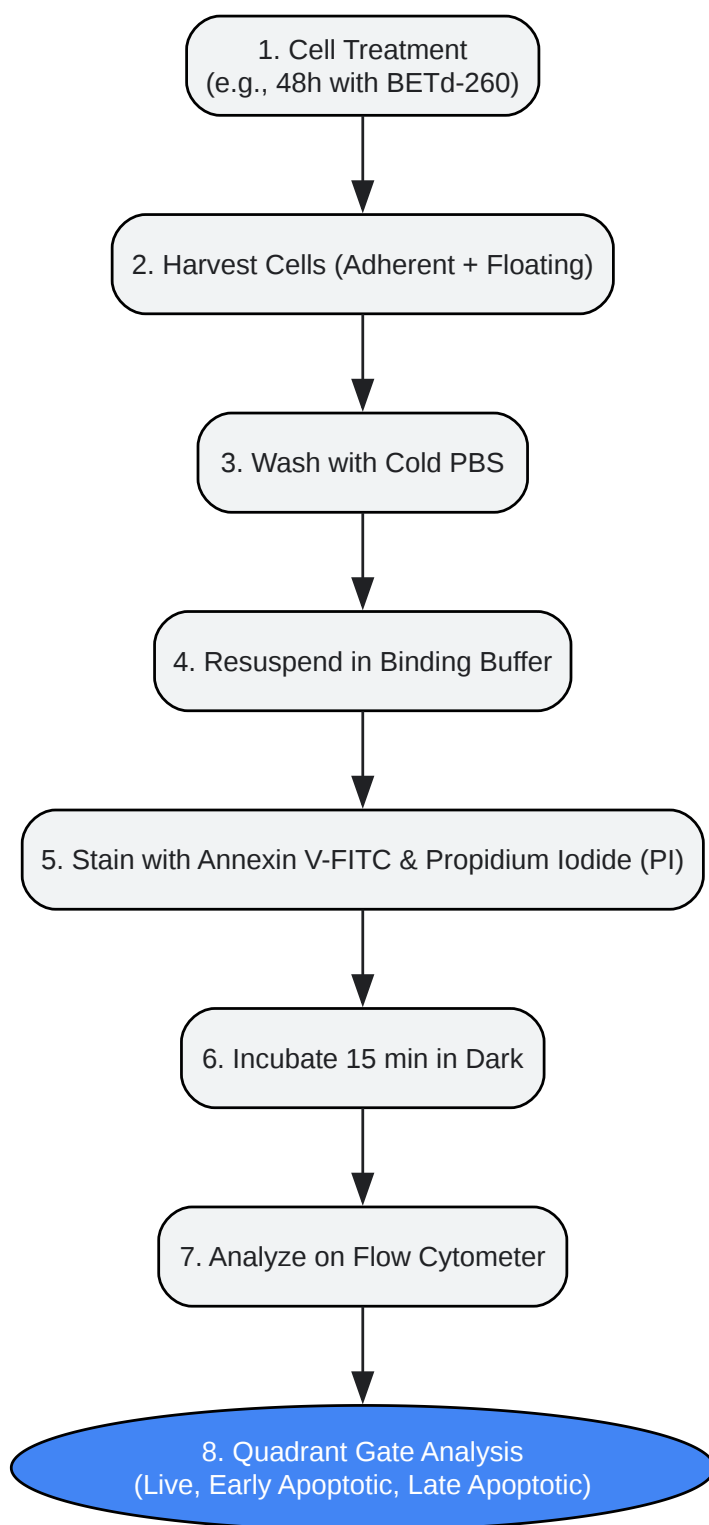 1. Cell Treatment
(e.g., 48h with BETd-260)
2. Harvest Cells (Adherent + Floating)
3. Wash with Cold PBS
4. Resuspend in Binding Buffer
5. Stain with Annexin V-FITC & Propidium Iodide (PI)
6. Incubate 15 min in Dark
7. Analyze on Flow Cytometer
8. Quadrant Gate Analysis
(Live, Early Apoptotic, Late Apoptotic)